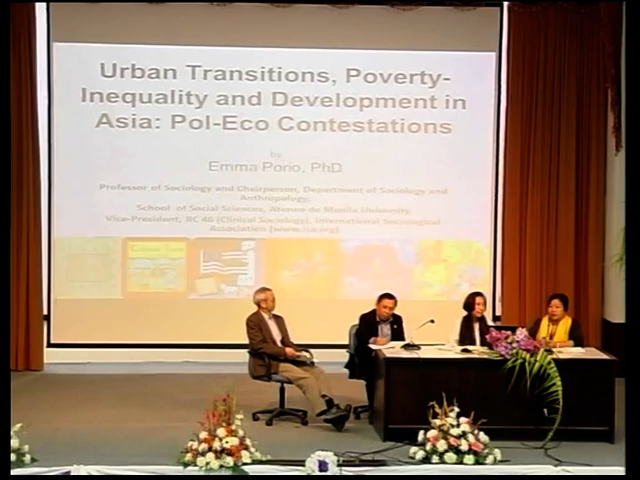 Urban Transitions, Poverty-
Inequality and Development in
Asia: Pol-Eco Contestations
by
Emma Porio, PhD
Professor of Sociology and Chairperson, Department of Sociology and
Anthropology,
School of Social Sciences, Ateneo de Manila University
Vice-President, RC 46 (Clinical Sociology), International Sociological
Association (www.isa.org)